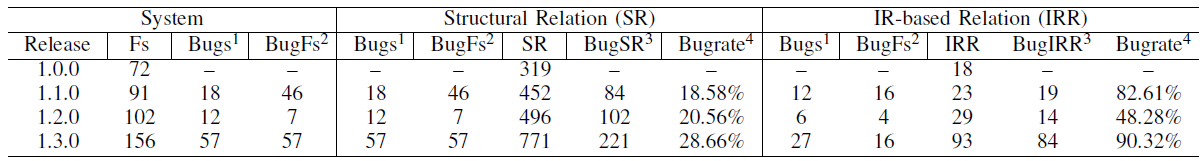 System Structural Relation (SR) IR-based Relation (IRR)
Release Fs Bugs¹ BugFs² Bugs¹ BugFs² SR BugSR³ Bugrate⁴ Bugs¹ BugFs² IRR BugIRR³ Bugrate⁴
1.0.0 72 – – – – 319 – – – – 18 – –
1.1.0 91 18 46 18 46 452 84 18.58% 12 16 23 19 82.61%
1.2.0 102 12 7 12 7 496 102 20.56% 6 4 29 14 48.28%
1.3.0 156 57 57 57 57 771 221 28.66% 27 16 93 84 90.32%